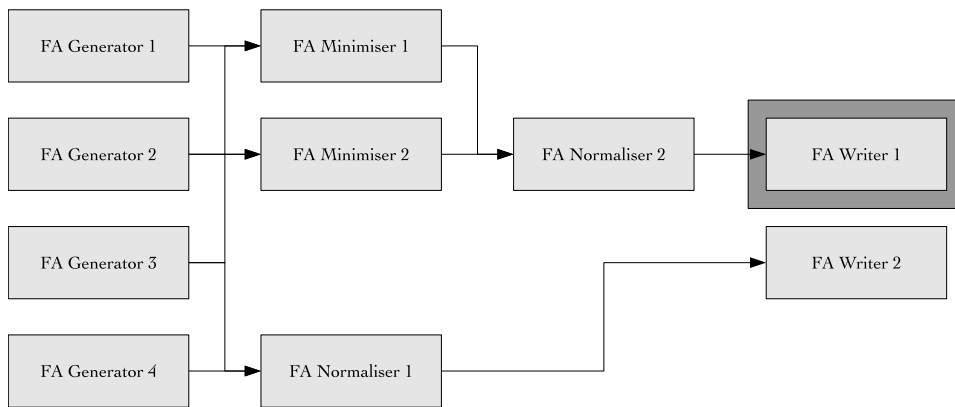 FA Generator 1
FA Minimiser 1
FA Generator 2
FA Minimiser 2
FA Normaliser 2
FA Writer 1
FA Generator 3
FA Writer 2
FA Generator 4
FA Normaliser 1